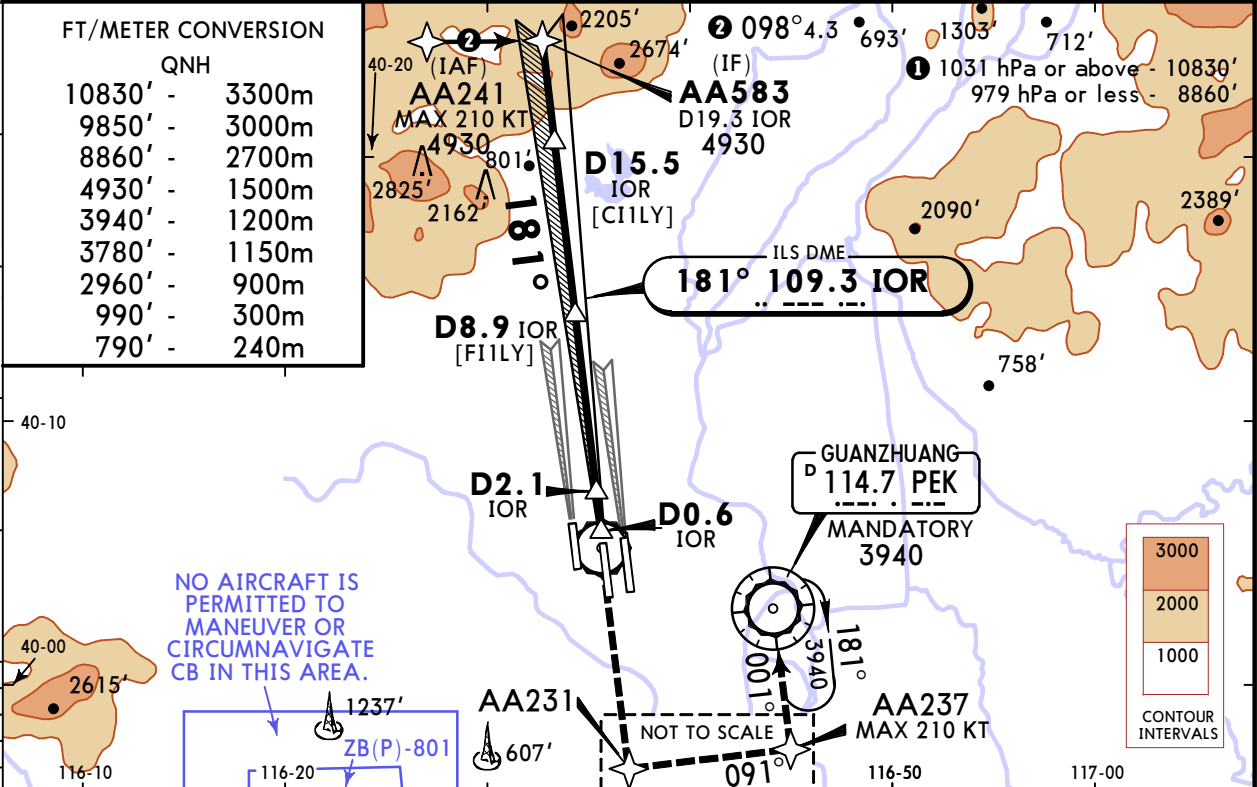 FT/METER CONVERSION
QNH
10830' - 3300m
9850' - 3000m
8860' - 2700m
4930' - 1500m
3940' - 1200m
3780' - 1150m
2960' - 900m
990' - 300m
790' - 240m
40-20
2
(IAF)
AA241
MAX 210 KT
4930
2205'
2674'
2 098° 4.3
(IF)
AA583
D19.3 IOR
4930
693'
1303'
712'
1 1031 hPa or above - 10830'
979 hPa or less - 8860'
801'
2825'
2162'
181°
D15.5
IOR
[CI1LY]
2090'
2389'
ILS DME
181° 109.3 IOR
.. --- .-.
D8.9 IOR
[FI1LY]
758'
40-10
D2.1
IOR
D0.6
IOR
GUANZHUANG
D 114.7 PEK
.--. . -.-
MANDATORY
3940
NO AIRCRAFT IS
PERMITTED TO
MANEUVER OR
CIRCUMNAVIGATE
CB IN THIS AREA.
40-00
2615'
1237'
ZB(P)-801
607'
AA231
NOT TO SCALE
001°
3940
181°
AA237
MAX 210 KT
091°
3000
2000
1000
CONTOUR
INTERVALS
116-10
116-20
116-50
117-00